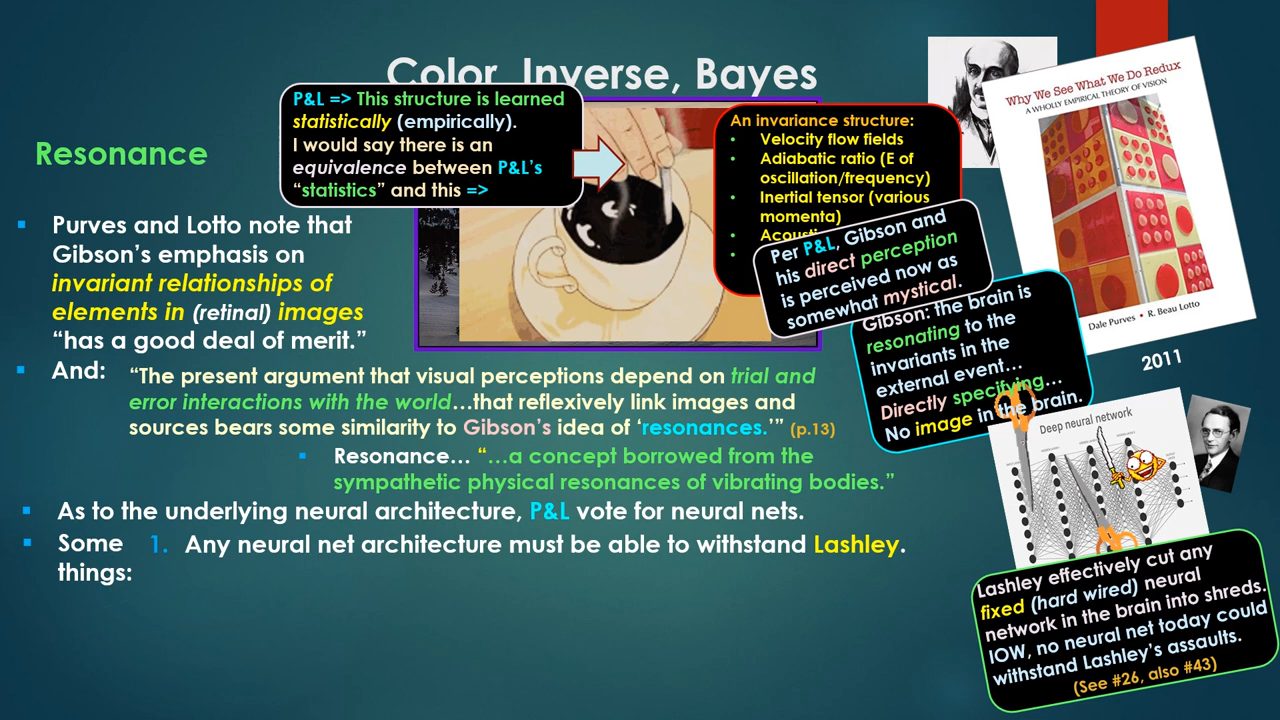 Color, Inverse, Bayes
Resonance
P&L => This structure is learned
statistically (empirically).
I would say there is an
equivalence between P&L's
"statistics" and this =>
An invariance structure:
• Velocity flow fields
• Adiabatic ratio (E of
oscillation/frequency)
• Inertial tensor (various
momenta)
•
•
Per P&L, Gibson and
his direct perception
is perceived now as
somewhat mystical.
Gibson: the brain is
resonating to the
invariants in the
external event…
Directly specifying…
No image in the brain.
Why We See What We Do Redux
A WHOLLY EMPIRICAL THEORY OF VISION
Dale Purves • R. Beau Lotto
2011
▪ Purves and Lotto note that
Gibson's emphasis on
invariant relationships of
elements in (retinal) images
"has a good deal of merit."
▪ And:
"The present argument that visual perceptions depend on trial and
error interactions with the world…that reflexively link images and
sources bears some similarity to Gibson's idea of 'resonances.'" (p.13)
▪ Resonance… "…a concept borrowed from the
sympathetic physical resonances of vibrating bodies."
▪ As to the underlying neural architecture, P&L vote for neural nets.
▪ Some
things:
1. Any neural net architecture must be able to withstand Lashley.
Deep neural network
Lashley effectively cut any
fixed (hard wired) neural
network in the brain into shreds.
IOW, no neural net today could
withstand Lashley's assaults.
(See #26, also #43)